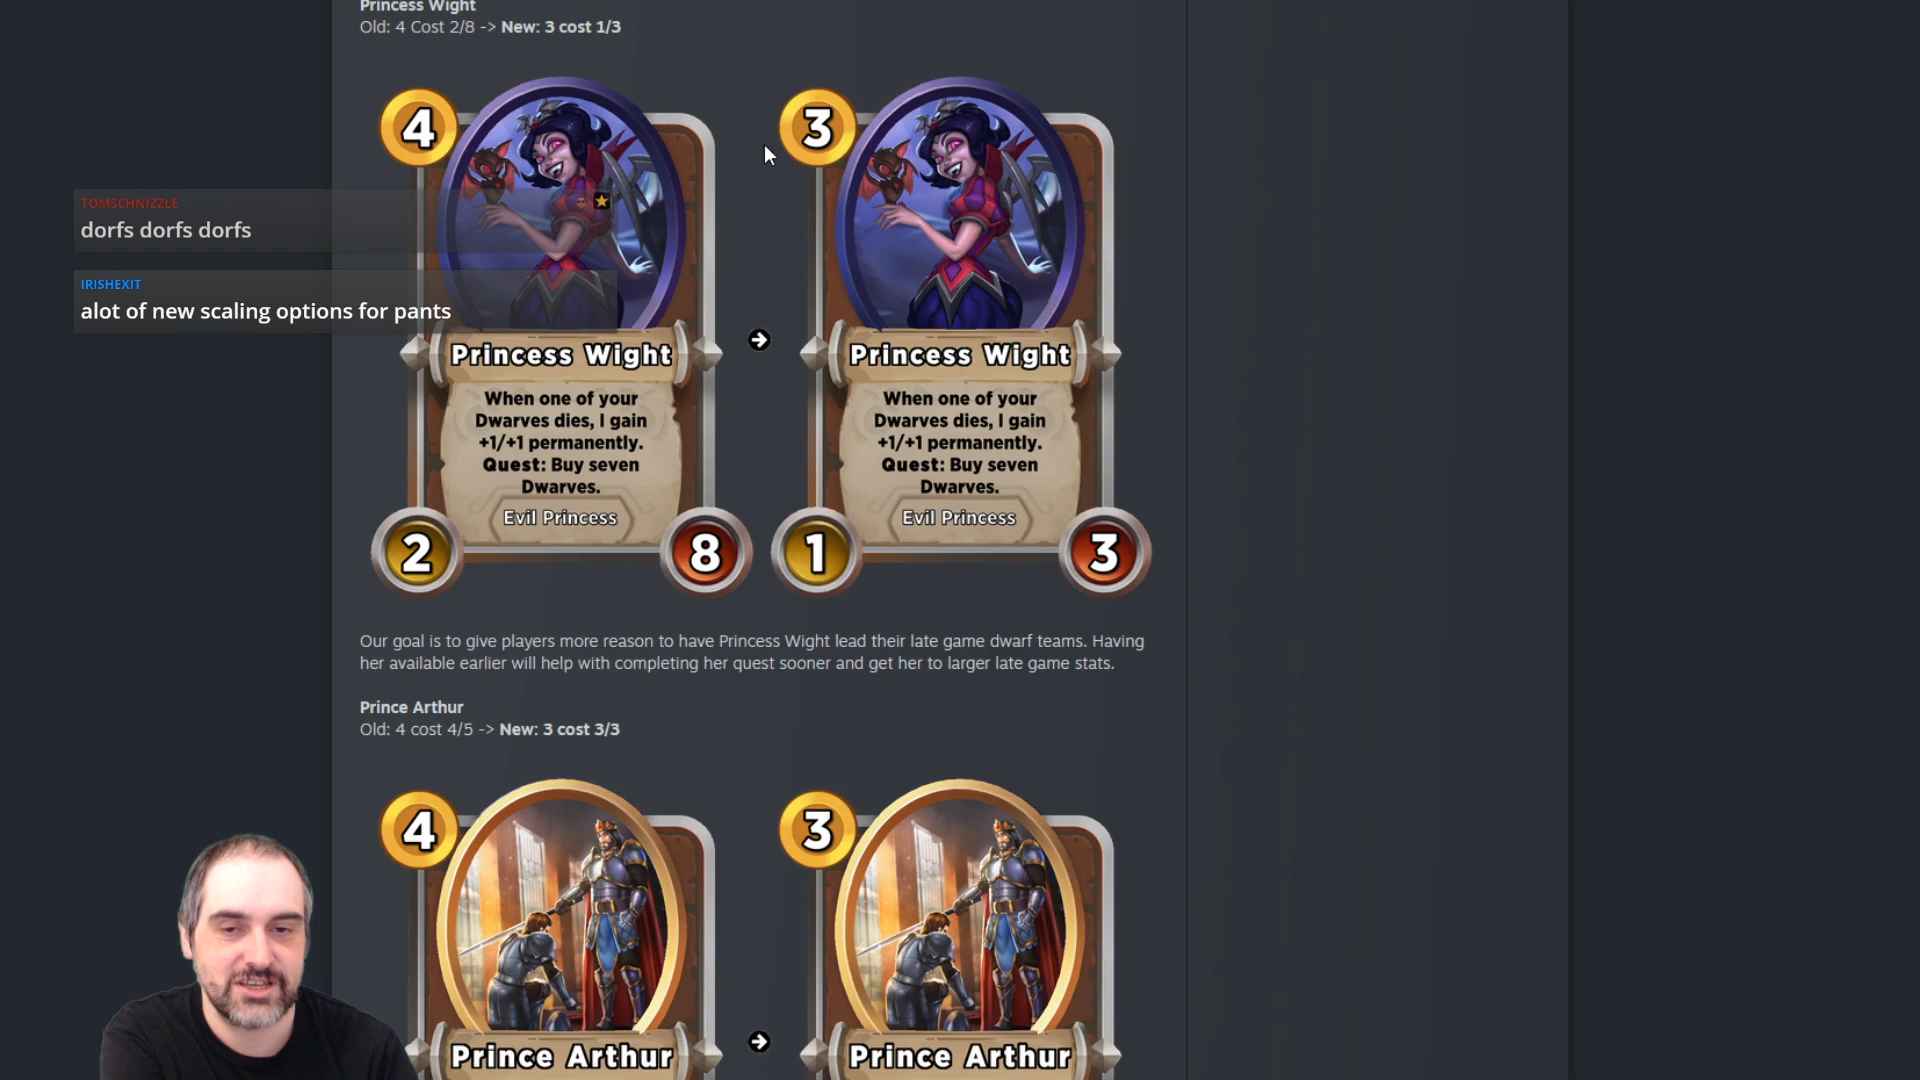 Princess Wight
Old: 4 Cost 2/8 -> New: 3 cost 1/3
4
3
TOMSCHNIZZLE
dorfs dorfs dorfs
IRISHEXIT
alot of new scaling options for pants
Princess Wight
When one of your
Dwarves dies, I gain
+1/+1 permanently.
Quest: Buy seven
Dwarves.
Evil Princess
2
8
Princess Wight
When one of your
Dwarves dies, I gain
+1/+1 permanently.
Quest: Buy seven
Dwarves.
Evil Princess
1
3
Our goal is to give players more reason to have Princess Wight lead their late game dwarf teams. Having
her available earlier will help with completing her quest sooner and get her to larger late game stats.
Prince Arthur
Old: 4 cost 4/5 -> New: 3 cost 3/3
4
3
Prince Arthur
Prince Arthur